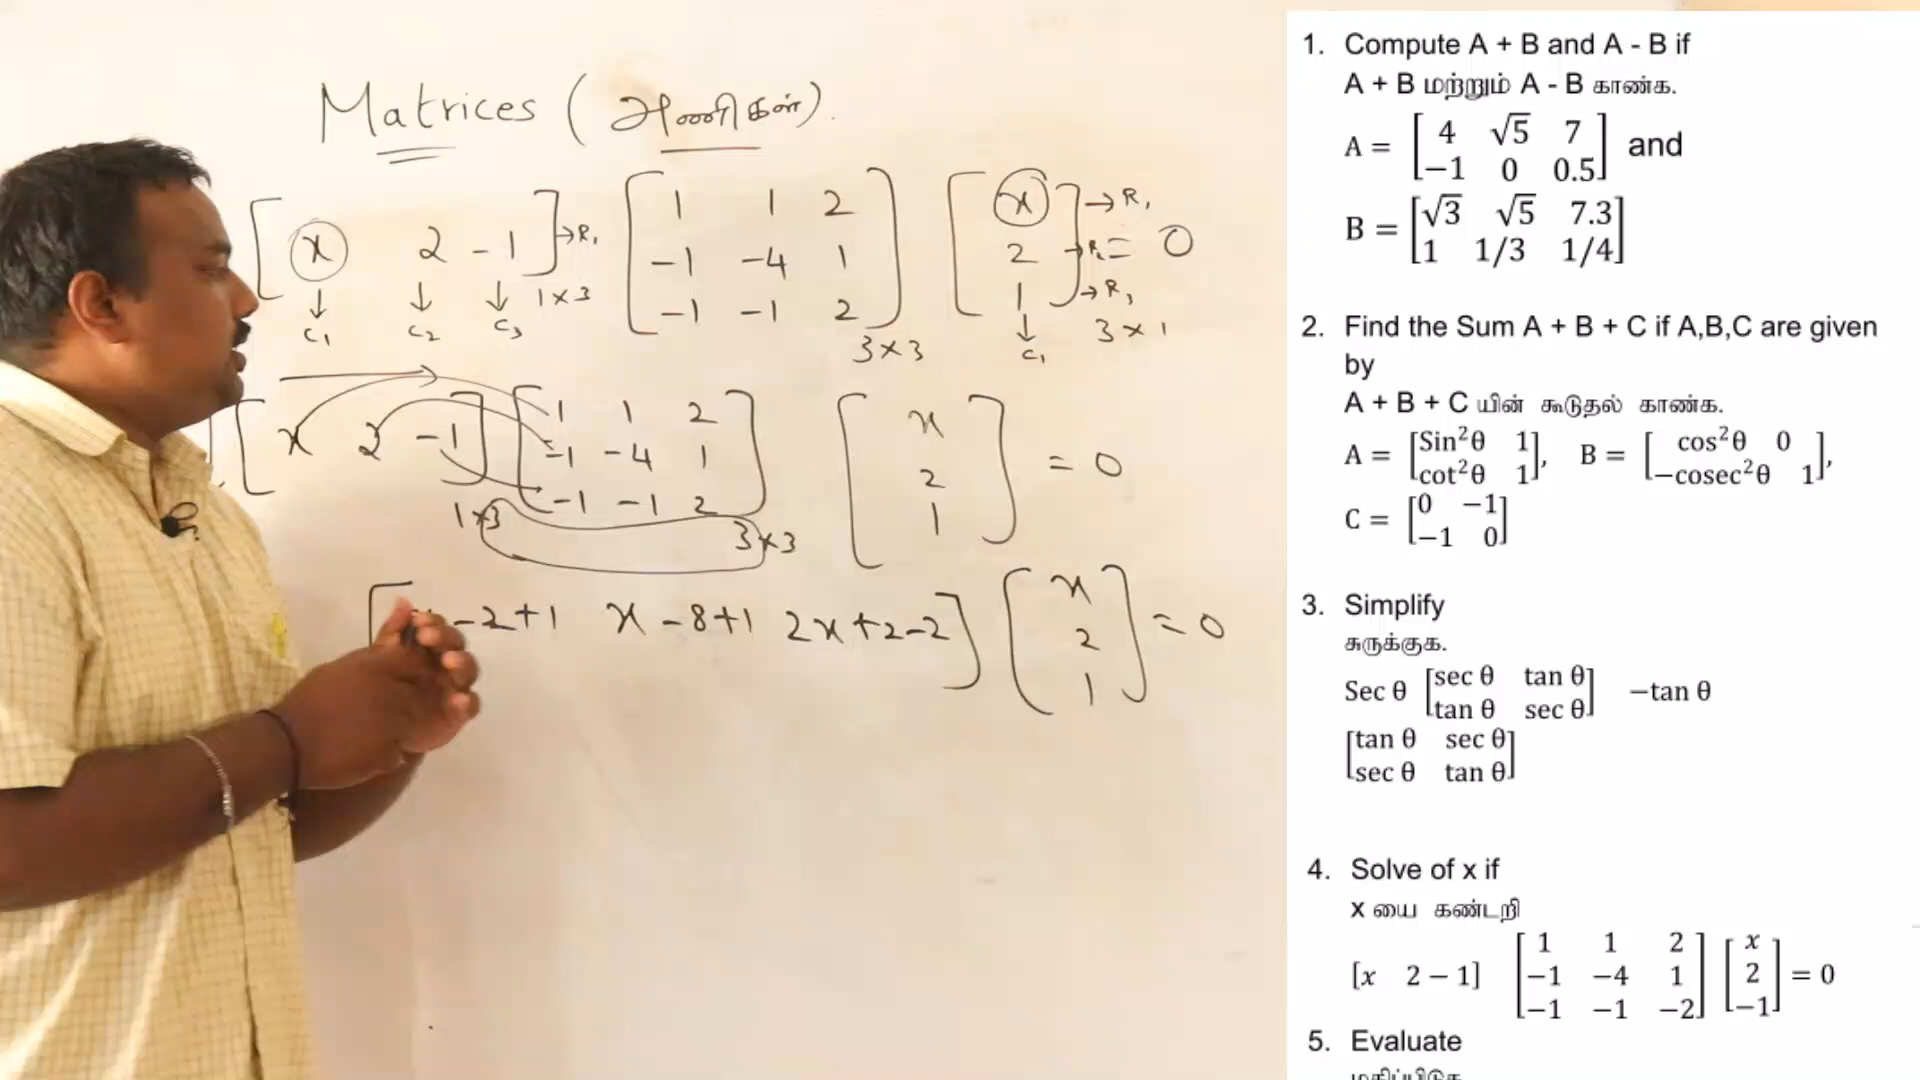 Matrices (அணிகள்).
[ x 2 -1 ] →R₁ [ 1 1 2 [ x →R₁
-1 -4 1 2 = 0
-1 -1 2 ] 1 ] →R₃
↓ ↓ ↓ 1×3
C₁ C₂ C₃ 3×3 ↓ 3×1
C₁
[ x 2 -1 ] [ 1 1 2 [ x
-1 -4 1 2 = 0
-1 -1 2 ] 1 ]
1×3 3×3
[ -2+1 x-8+1 2x+2-2 ] [ x
2 = 0
1 ]
1. Compute A + B and A - B if
A + B மற்றும் A - B காண்க.
A = [ 4 √5 7
-1 0 0.5 ] and
B = [ √3 √5 7.3
1 1/3 1/4 ]
2. Find the Sum A + B + C if A,B,C are given
by
A + B + C யின் கூடுதல் காண்க.
A = [ Sin²θ 1
cot²θ 1 ], B = [ cos²θ 0
−cosec²θ 1 ],
C = [ 0 −1
−1 0 ]
3. Simplify
சுருக்குக.
Sec θ [ sec θ tan θ
tan θ sec θ ] −tan θ
[ tan θ sec θ
sec θ tan θ ]
4. Solve of x if
x யை கண்டறி
[x 2 − 1] [ 1 1 2
−1 −4 1
−1 −1 −2 ] [ x
2
−1 ] = 0
5. Evaluate